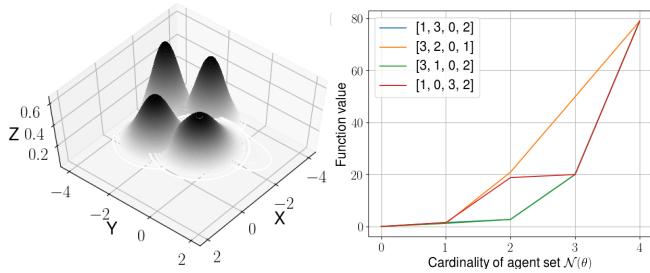 0.6
0.4
0.2
Z
−4
−2
0
2
Y
−4
−2
0
2
X
80
60
40
20
0
Function value
[1, 3, 0, 2]
[3, 2, 0, 1]
[3, 1, 0, 2]
[1, 0, 3, 2]
0 1 2 3 4
Cardinality of agent set 𝒩(θ)